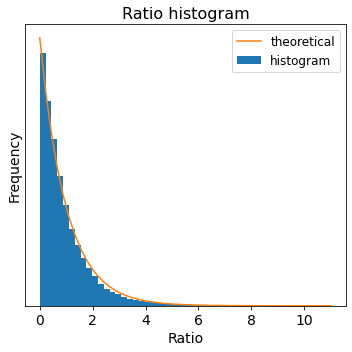 Ratio histogram
theoretical
histogram
Frequency
0 2 4 6 8 10
Ratio